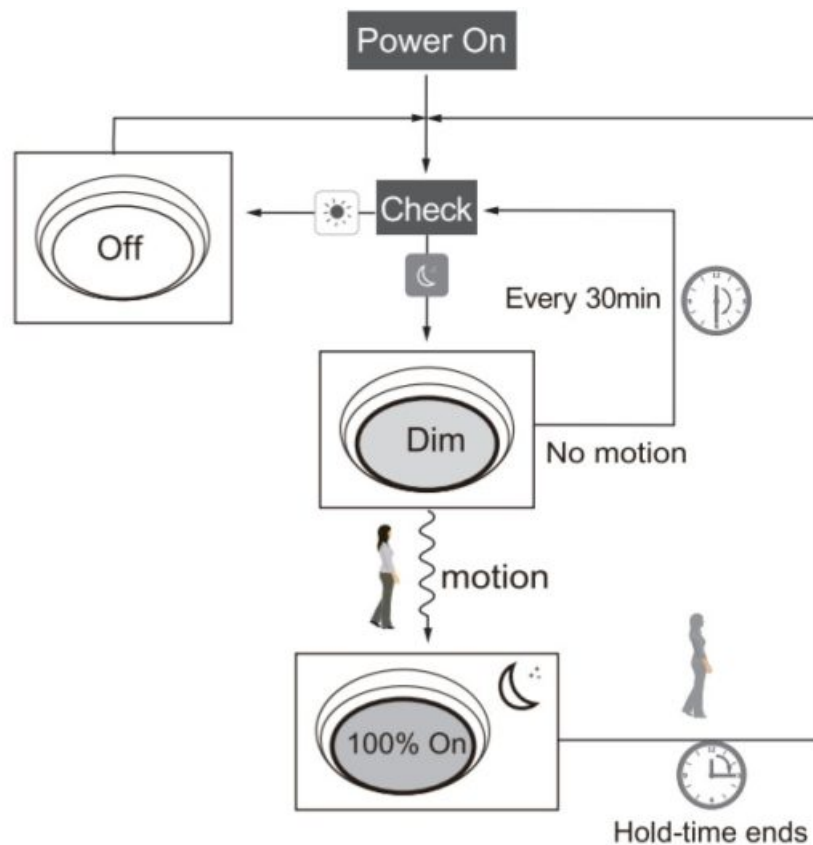 Power On
Check
Off
Every 30min
Dim
No motion
motion
100% On
Hold-time ends